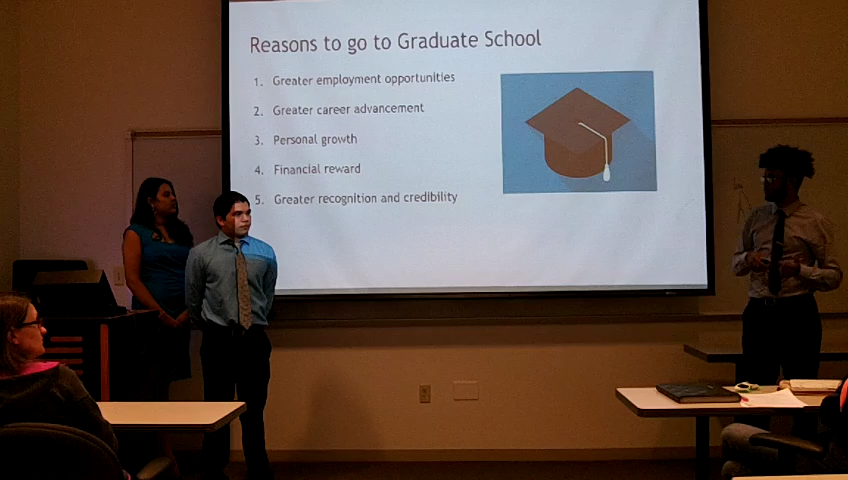 Reasons to go to Graduate School
1. Greater employment opportunities
2. Greater career advancement
3. Personal growth
4. Financial reward
5. Greater recognition and credibility